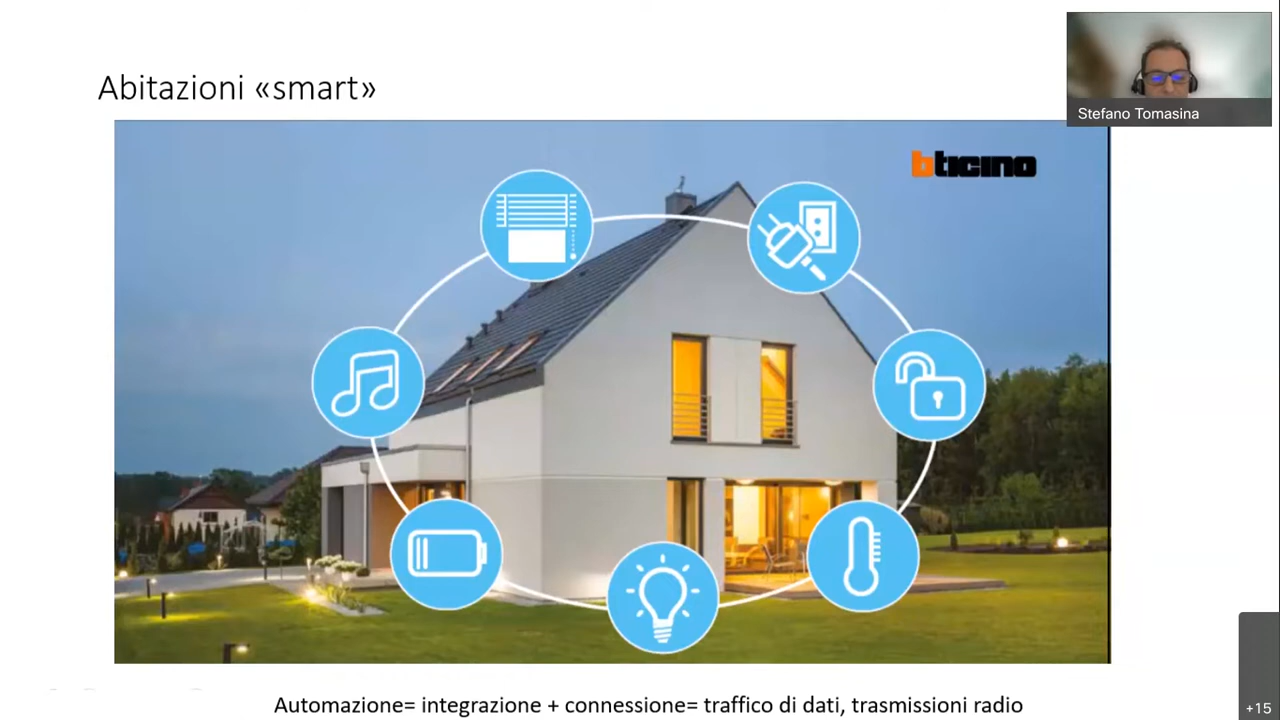 Abitazioni «smart»
Stefano Tomasina
bticino
Automazione= integrazione + connessione= traffico di dati, trasmissioni radio
+15